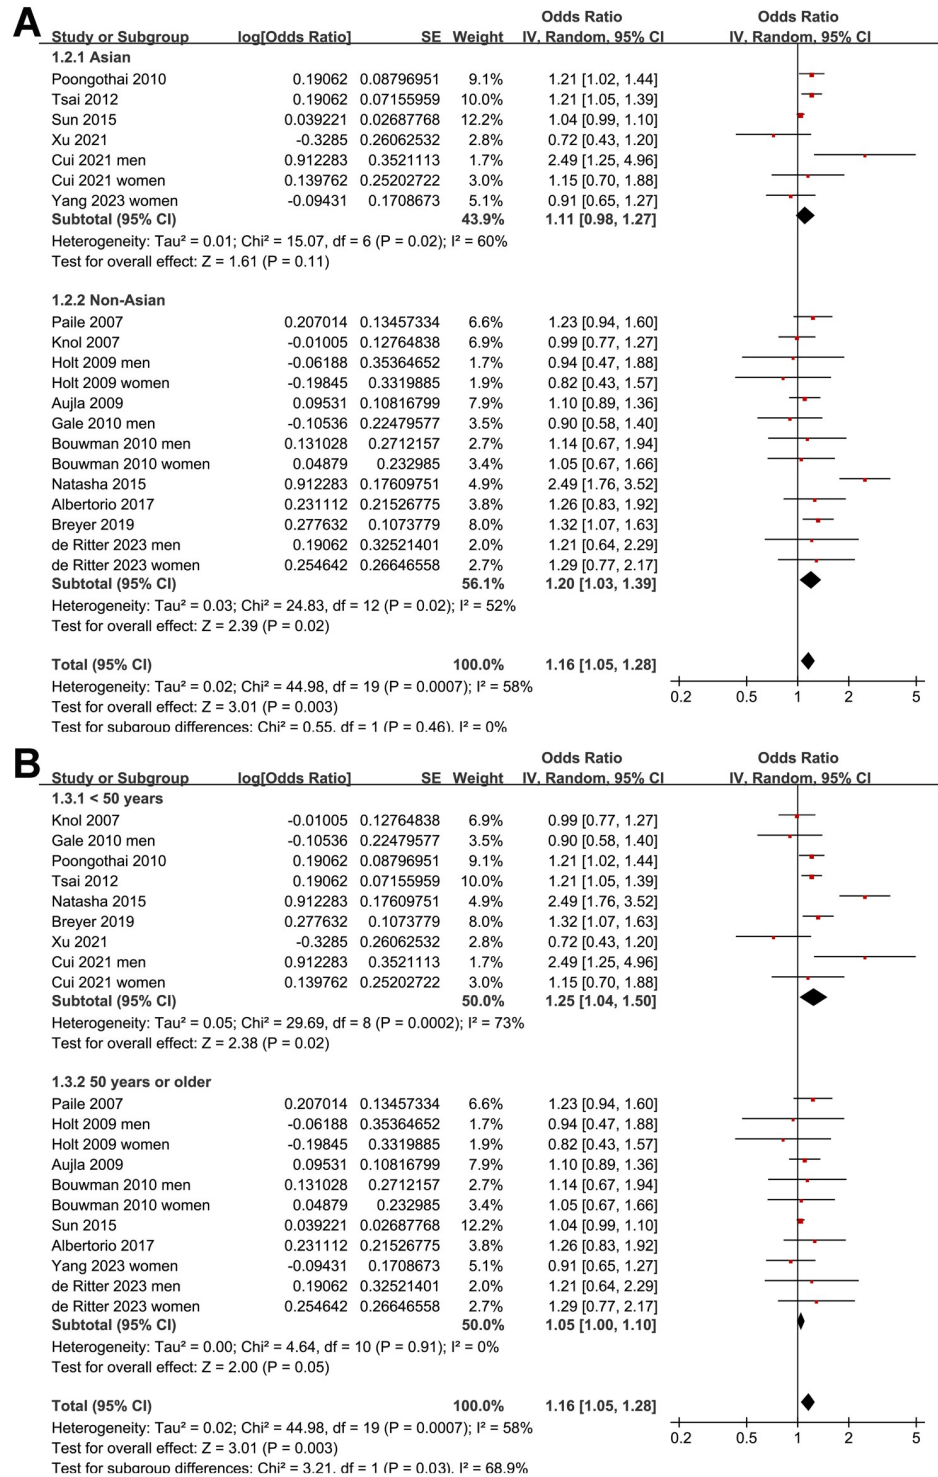 A
Odds Ratio Odds Ratio
Study or Subgroup log[Odds Ratio] SE Weight IV, Random, 95% CI IV, Random, 95% CI
1.2.1 Asian
Poongothai 2010 0.19062 0.08796951 9.1% 1.21 [1.02, 1.44]
Tsai 2012 0.19062 0.07155959 10.0% 1.21 [1.05, 1.39]
Sun 2015 0.039221 0.02687768 12.2% 1.04 [0.99, 1.10]
Xu 2021 -0.3285 0.26062532 2.8% 0.72 [0.43, 1.20]
Cui 2021 men 0.912283 0.3521113 1.7% 2.49 [1.25, 4.96]
Cui 2021 women 0.139762 0.25202722 3.0% 1.15 [0.70, 1.88]
Yang 2023 women -0.09431 0.1708673 5.1% 0.91 [0.65, 1.27]
Subtotal (95% CI) 43.9% 1.11 [0.98, 1.27]
Heterogeneity: Tau² = 0.01; Chi² = 15.07, df = 6 (P = 0.02); I² = 60%
Test for overall effect: Z = 1.61 (P = 0.11)
1.2.2 Non-Asian
Paile 2007 0.207014 0.13457334 6.6% 1.23 [0.94, 1.60]
Knol 2007 -0.01005 0.12764838 6.9% 0.99 [0.77, 1.27]
Holt 2009 men -0.06188 0.35364652 1.7% 0.94 [0.47, 1.88]
Holt 2009 women -0.19845 0.3319885 1.9% 0.82 [0.43, 1.57]
Aujla 2009 0.09531 0.10816799 7.9% 1.10 [0.89, 1.36]
Gale 2010 men -0.10536 0.22479577 3.5% 0.90 [0.58, 1.40]
Bouwman 2010 men 0.131028 0.2712157 2.7% 1.14 [0.67, 1.94]
Bouwman 2010 women 0.04879 0.232985 3.4% 1.05 [0.67, 1.66]
Natasha 2015 0.912283 0.17609751 4.9% 2.49 [1.76, 3.52]
Albertorio 2017 0.231112 0.21526775 3.8% 1.26 [0.83, 1.92]
Breyer 2019 0.277632 0.1073779 8.0% 1.32 [1.07, 1.63]
de Ritter 2023 men 0.19062 0.32521401 2.0% 1.21 [0.64, 2.29]
de Ritter 2023 women 0.254642 0.26646558 2.7% 1.29 [0.77, 2.17]
Subtotal (95% CI) 56.1% 1.20 [1.03, 1.39]
Heterogeneity: Tau² = 0.03; Chi² = 24.83, df = 12 (P = 0.02); I² = 52%
Test for overall effect: Z = 2.39 (P = 0.02)
Total (95% CI) 100.0% 1.16 [1.05, 1.28]
Heterogeneity: Tau² = 0.02; Chi² = 44.98, df = 19 (P = 0.0007); I² = 58%
Test for overall effect: Z = 3.01 (P = 0.003)
Test for subgroup differences: Chi² = 0.55, df = 1 (P = 0.46), I² = 0%
0.2 0.5 1 2 5
B
Odds Ratio Odds Ratio
Study or Subgroup log[Odds Ratio] SE Weight IV, Random, 95% CI IV, Random, 95% CI
1.3.1 < 50 years
Knol 2007 -0.01005 0.12764838 6.9% 0.99 [0.77, 1.27]
Gale 2010 men -0.10536 0.22479577 3.5% 0.90 [0.58, 1.40]
Poongothai 2010 0.19062 0.08796951 9.1% 1.21 [1.02, 1.44]
Tsai 2012 0.19062 0.07155959 10.0% 1.21 [1.05, 1.39]
Natasha 2015 0.912283 0.17609751 4.9% 2.49 [1.76, 3.52]
Breyer 2019 0.277632 0.1073779 8.0% 1.32 [1.07, 1.63]
Xu 2021 -0.3285 0.26062532 2.8% 0.72 [0.43, 1.20]
Cui 2021 men 0.912283 0.3521113 1.7% 2.49 [1.25, 4.96]
Cui 2021 women 0.139762 0.25202722 3.0% 1.15 [0.70, 1.88]
Subtotal (95% CI) 50.0% 1.25 [1.04, 1.50]
Heterogeneity: Tau² = 0.05; Chi² = 29.69, df = 8 (P = 0.0002); I² = 73%
Test for overall effect: Z = 2.38 (P = 0.02)
1.3.2 50 years or older
Paile 2007 0.207014 0.13457334 6.6% 1.23 [0.94, 1.60]
Holt 2009 men -0.06188 0.35364652 1.7% 0.94 [0.47, 1.88]
Holt 2009 women -0.19845 0.3319885 1.9% 0.82 [0.43, 1.57]
Aujla 2009 0.09531 0.10816799 7.9% 1.10 [0.89, 1.36]
Bouwman 2010 men 0.131028 0.2712157 2.7% 1.14 [0.67, 1.94]
Bouwman 2010 women 0.04879 0.232985 3.4% 1.05 [0.67, 1.66]
Sun 2015 0.039221 0.02687768 12.2% 1.04 [0.99, 1.10]
Albertorio 2017 0.231112 0.21526775 3.8% 1.26 [0.83, 1.92]
Yang 2023 women -0.09431 0.1708673 5.1% 0.91 [0.65, 1.27]
de Ritter 2023 men 0.19062 0.32521401 2.0% 1.21 [0.64, 2.29]
de Ritter 2023 women 0.254642 0.26646558 2.7% 1.29 [0.77, 2.17]
Subtotal (95% CI) 50.0% 1.05 [1.00, 1.10]
Heterogeneity: Tau² = 0.00; Chi² = 4.64, df = 10 (P = 0.91); I² = 0%
Test for overall effect: Z = 2.00 (P = 0.05)
Total (95% CI) 100.0% 1.16 [1.05, 1.28]
Heterogeneity: Tau² = 0.02; Chi² = 44.98, df = 19 (P = 0.0007); I² = 58%
Test for overall effect: Z = 3.01 (P = 0.003)
Test for subgroup differences: Chi² = 3.21, df = 1 (P = 0.03), I² = 68.9%
0.2 0.5 1 2 5